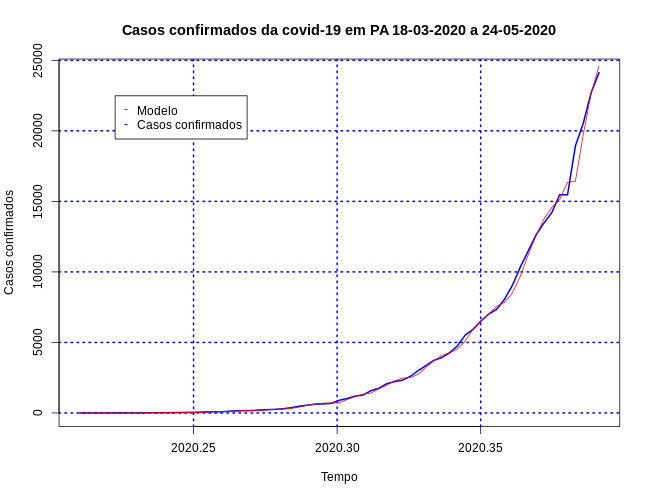 Casos confirmados da covid-19 em PA 18-03-2020 a 24-05-2020
Casos confirmados
25000
20000
15000
10000
5000
0
Modelo
Casos confirmados
2020.25
2020.30
2020.35
Tempo